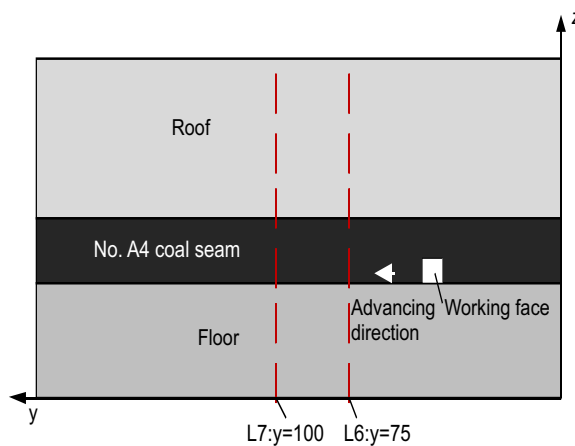 z
Roof
No. A4 coal seam
Advancing Working face
direction
Floor
y
L7:y=100 L6:y=75